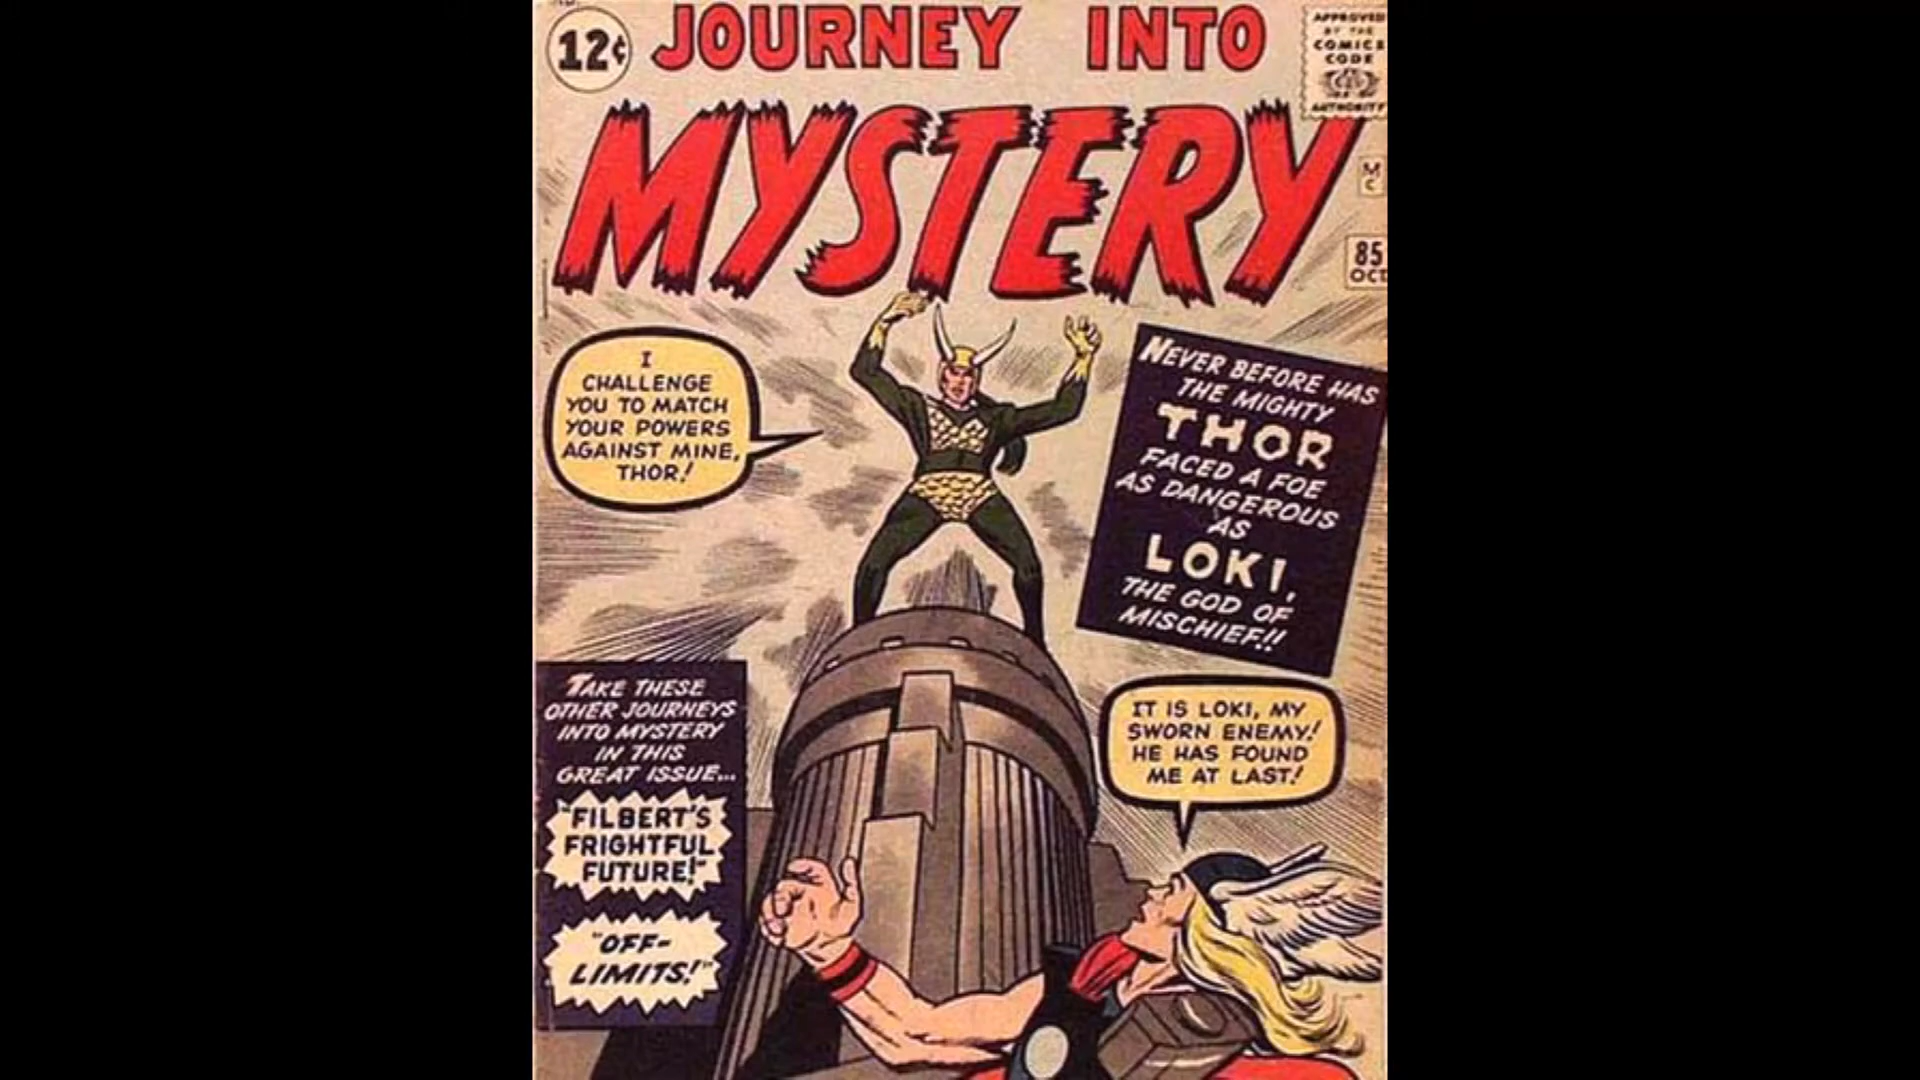 12¢
JOURNEY INTO
MYSTERY
APPROVED
BY THE
COMICS
CODE
AUTHORITY
M
C
85
OCT
I
CHALLENGE
YOU TO MATCH
YOUR POWERS
AGAINST MINE,
THOR!
NEVER BEFORE HAS
THE MIGHTY
THOR
FACED A FOE
AS DANGEROUS
AS
LOKI,
THE GOD OF
MISCHIEF!!
TAKE THESE
OTHER JOURNEYS
INTO MYSTERY
IN THIS
GREAT ISSUE...
"FILBERT'S
FRIGHTFUL
FUTURE!"
"OFF-
LIMITS!"
IT IS LOKI, MY
SWORN ENEMY!
HE HAS FOUND
ME AT LAST!